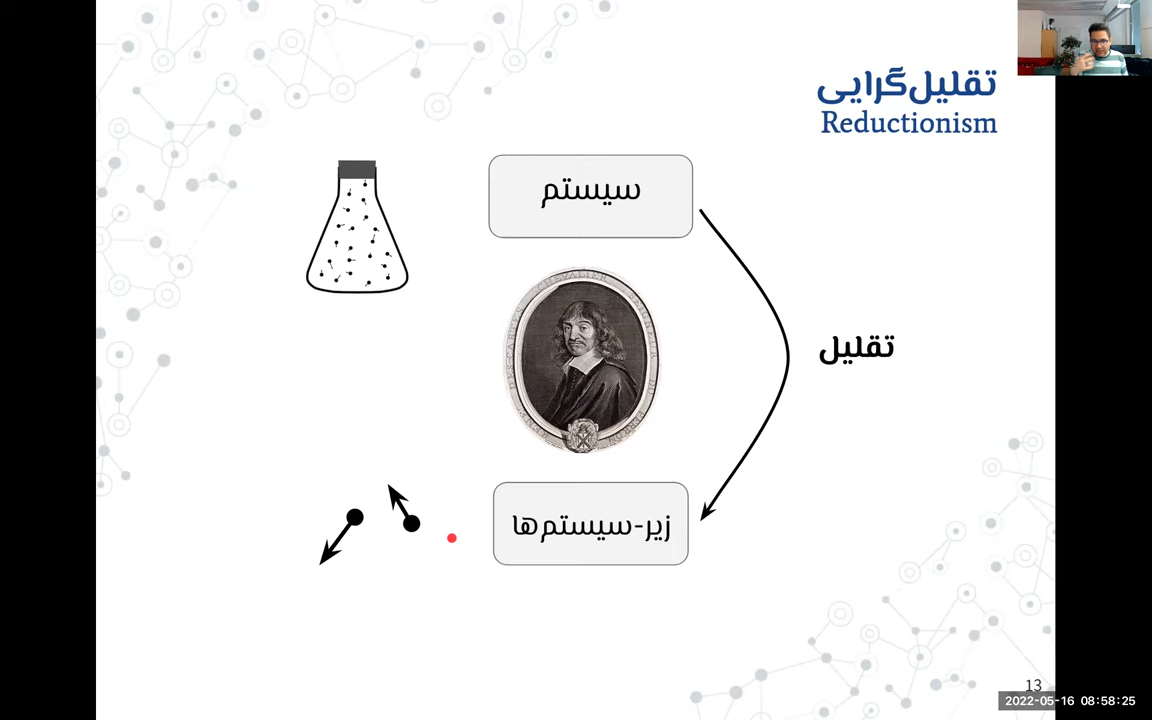 تقلیل‌گرایی
Reductionism
سیستم
تقلیل
زیر-سیستم‌ها
13
2022-05-16 08:58:25